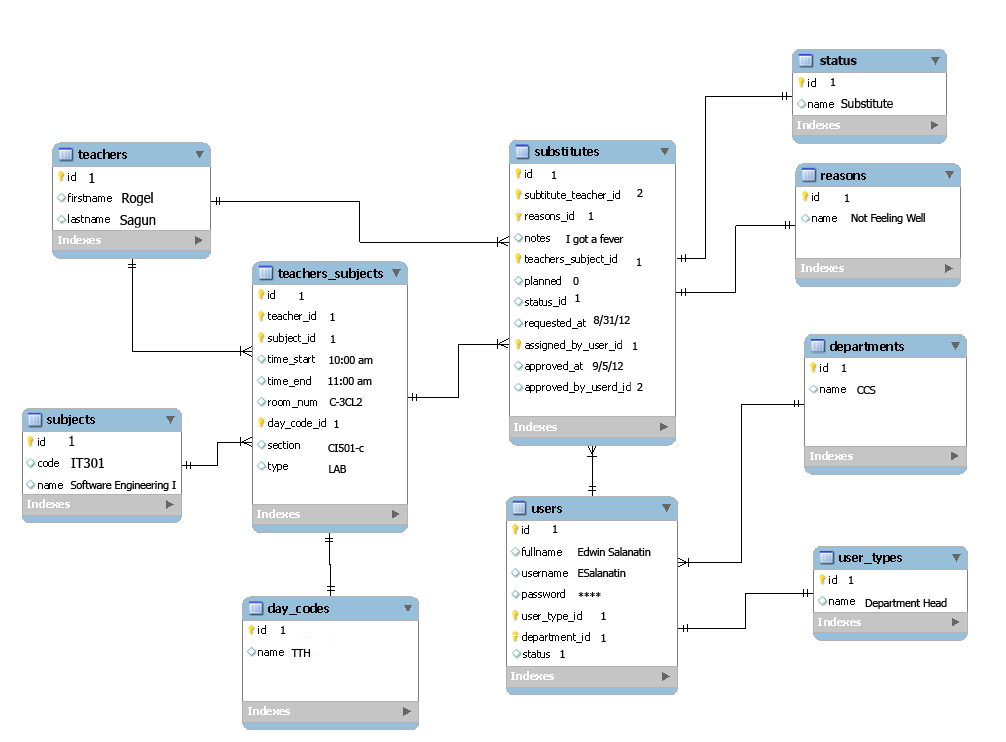 status
id 1
name Substitute
Indexes
teachers
id 1
firstname Rogel
lastname Sagun
Indexes
substitutes
id 1
subtitute_teacher_id 2
reasons_id 1
notes I got a fever
teachers_subject_id 1
planned 0
status_id 1
requested_at 8/31/12
assigned_by_user_id 1
approved_at 9/5/12
approved_by_userd_id 2
Indexes
reasons
id 1
name Not Feeling Well
Indexes
teachers_subjects
id 1
teacher_id 1
subject_id 1
time_start 10:00 am
time_end 11:00 am
room_num C-3CL2
day_code_id 1
section CI501-c
type LAB
Indexes
departments
id 1
name CCS
Indexes
subjects
id 1
code IT301
name Software Engineering I
Indexes
users
id 1
fullname Edwin Salanatin
username ESalanatin
password ****
user_type_id 1
department_id 1
status 1
Indexes
user_types
id 1
name Department Head
Indexes
day_codes
id 1
name TTH
Indexes